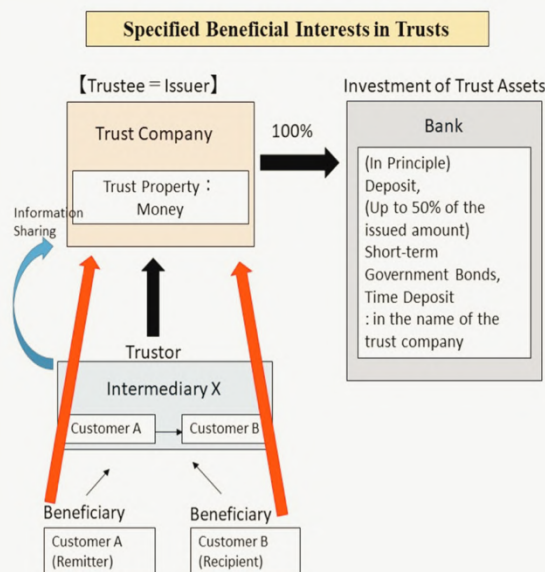 Specified Beneficial Interests in Trusts
【Trustee = Issuer】
Trust Company
Trust Property：
Money
100%
Investment of Trust Assets
Bank
(In Principle)
Deposit,
(Up to 50% of the
issued amount)
Short-term
Government Bonds,
Time Deposit
: in the name of the
trust company
Information
Sharing
Trustor
Intermediary X
Customer A
Customer B
Beneficiary
Customer A
(Remitter)
Beneficiary
Customer B
(Recipient)